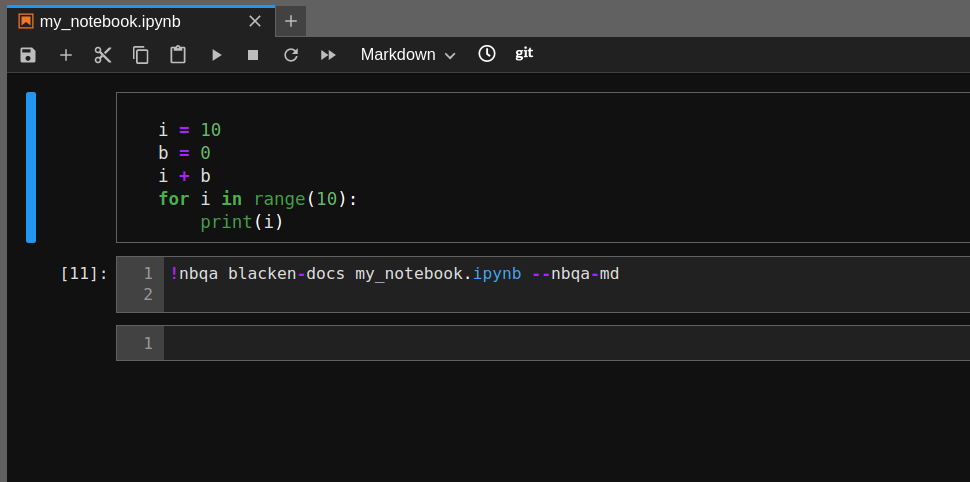 my_notebook.ipynb
Markdown git
i = 10
b = 0
i + b
for i in range(10):
    print(i)
[11]: 1 !nbqa blacken-docs my_notebook.ipynb --nbqa-md
2
1